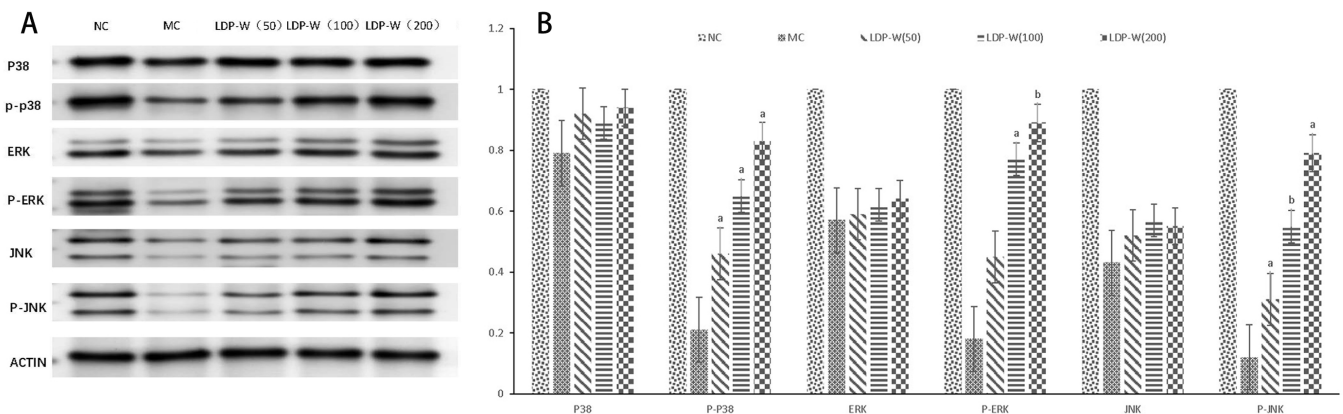 A
NC MC LDP-W（50） LDP-W（100） LDP-W（200）
P38
p-p38
ERK
P-ERK
JNK
P-JNK
ACTIN
B
NC MC LDP-W(50) LDP-W(100) LDP-W(200)
1.2
1
0.8
0.6
0.4
0.2
0
a a a
a b
a b a
P38 P-P38 ERK P-ERK JNK P-JNK